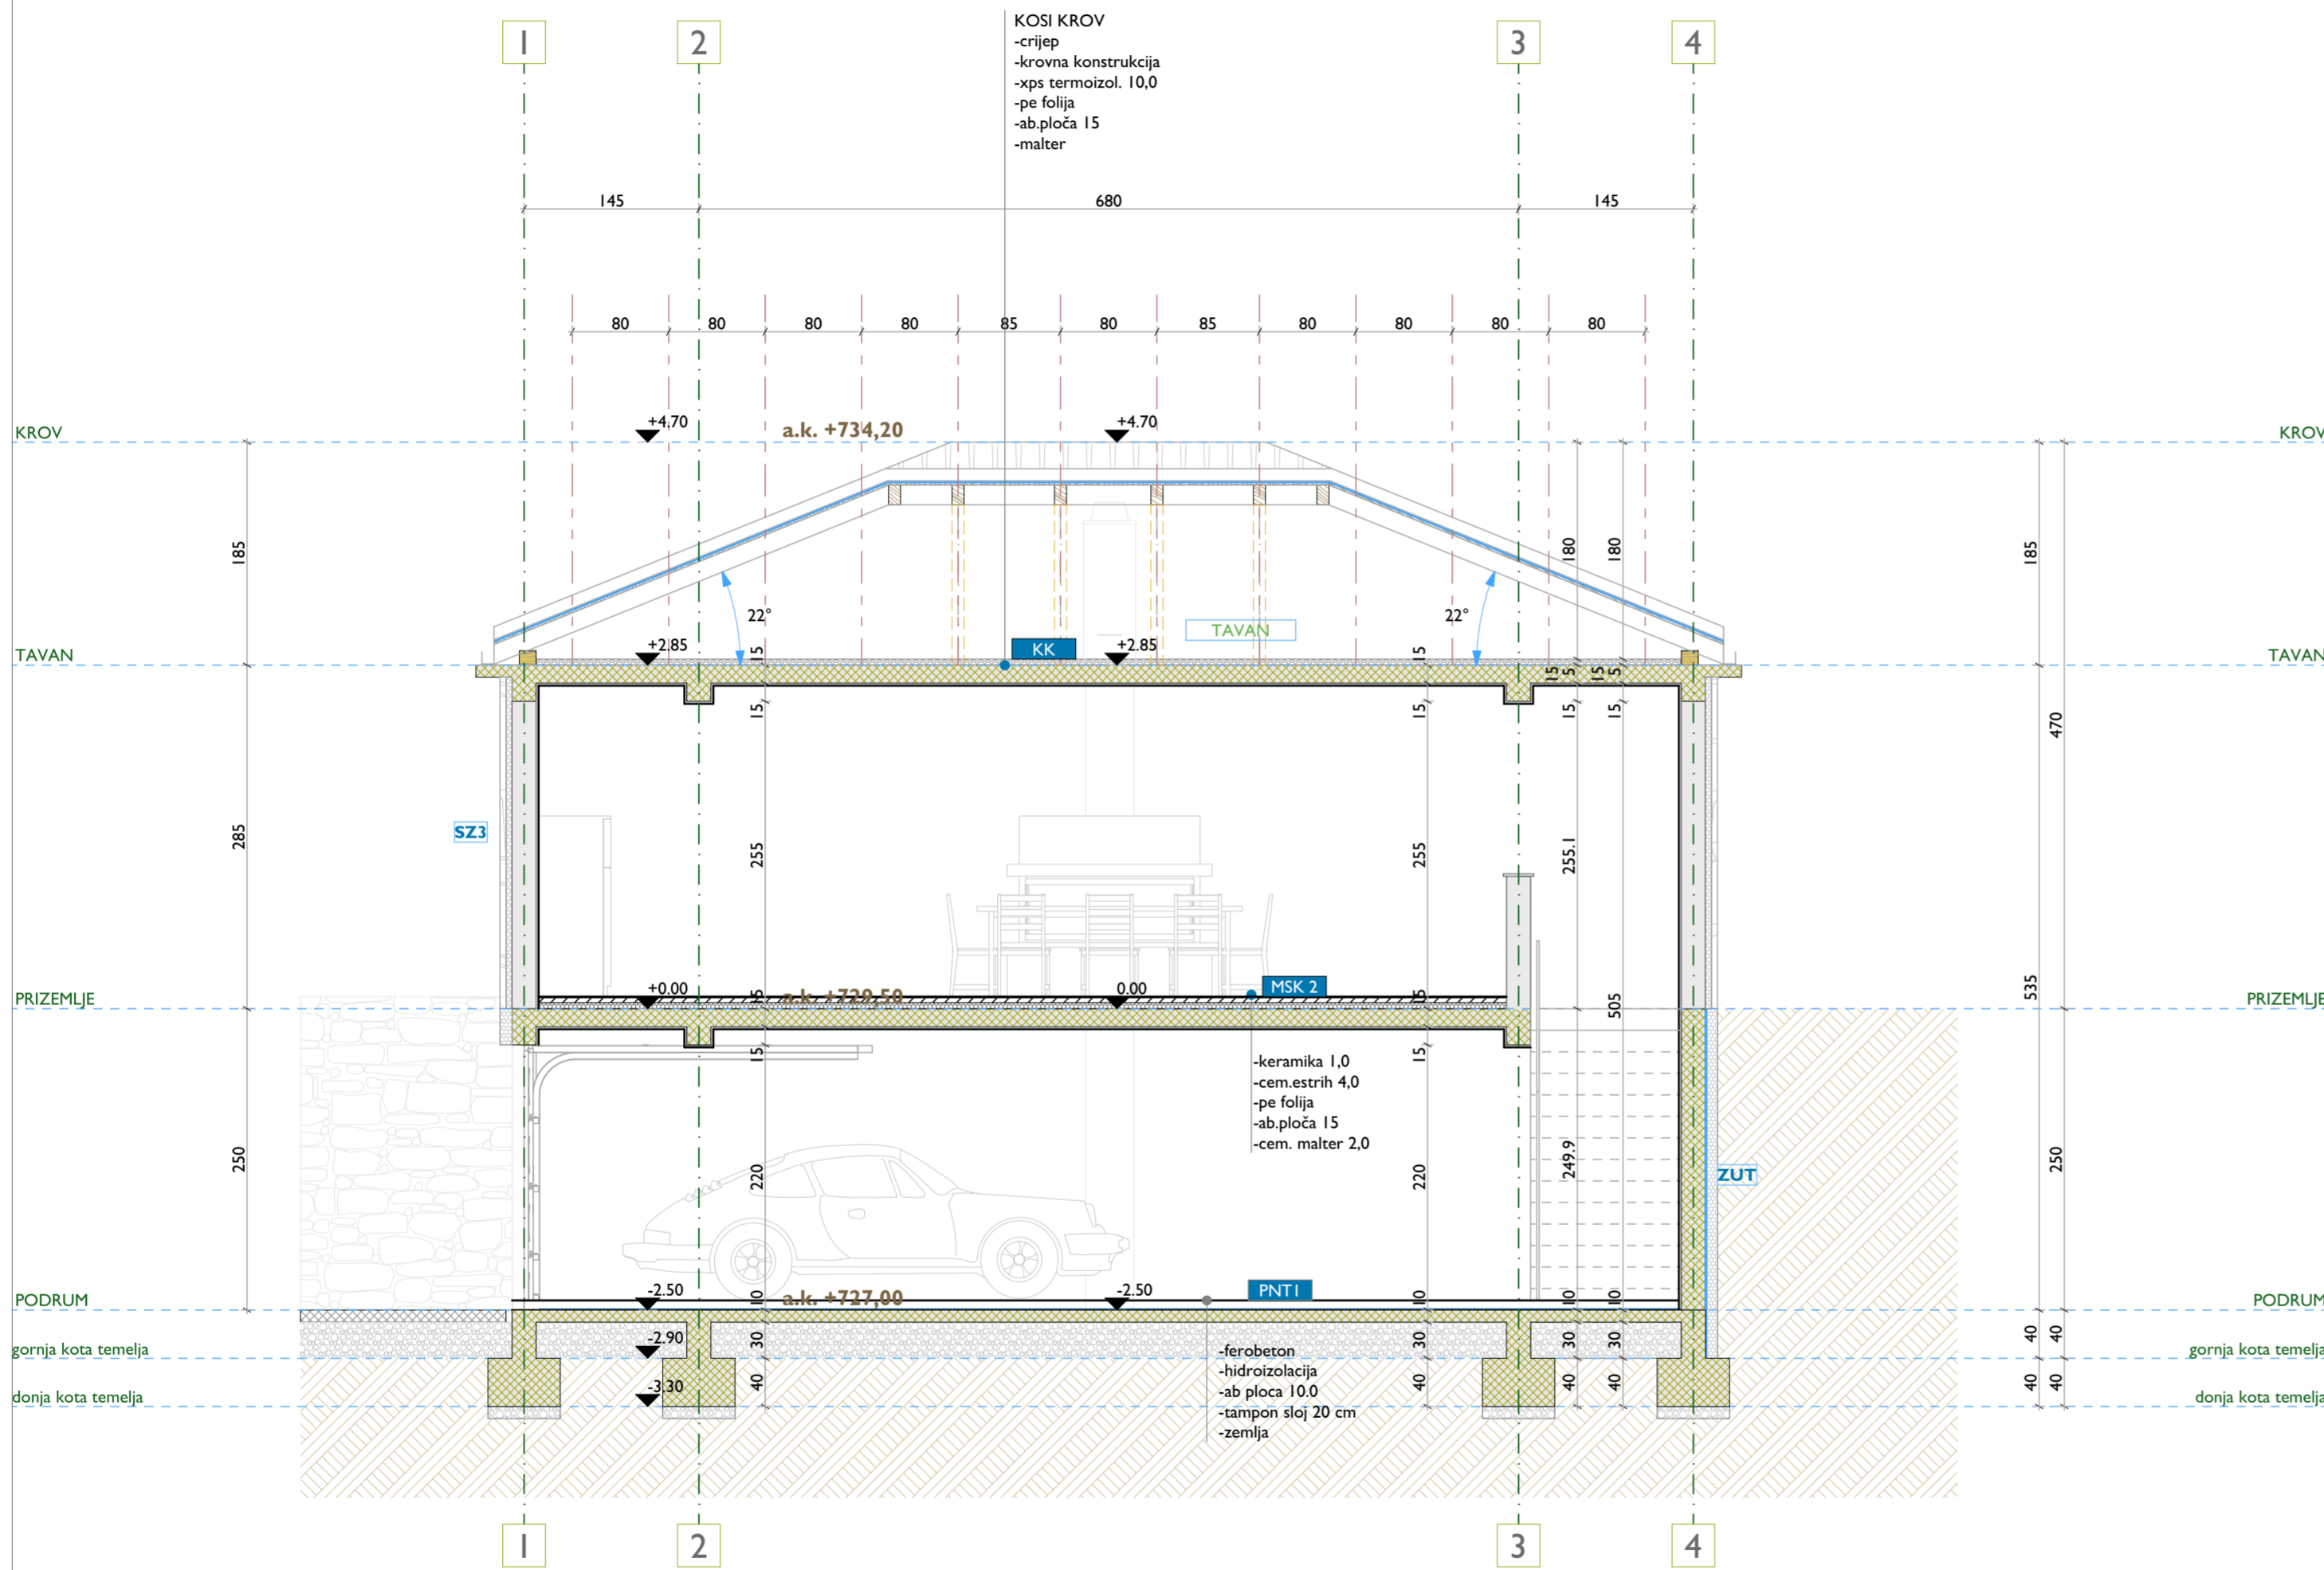 1
2
3
4
KOSI KROV
-crijep
-krovna konstrukcija
-xps termoizol. 10,0
-pe folija
-ab.ploča 15
-malter
145
680
145
80
80
80
80
85
80
85
80
80
80
80
KROV
+4.70
a.k. +734,20
+4.70
KROV
185
180
180
185
22°
22°
TAVAN
TAVAN
+2.85
15
KK
+2.85
15
TAVAN
15
5
15
5
15
15
15
15
470
SZ3
285
255
255
255.1
535
PRIZEMLJE
+0.00
15
a.k. +729,50
0.00
MSK 2
15
505
PRIZEMLJE
15
15
-keramika 1,0
-cem.estrih 4,0
-pe folija
-ab.ploča 15
-cem. malter 2,0
250
220
220
249.9
ZUT
250
PODRUM
-2.50
10
a.k. +727,00
-2.50
PNT1
10
10
10
PODRUM
gornja kota temelja
-2.90
30
30
30
30
40
40
gornja kota temelja
-ferobeton
-hidroizolacija
-ab ploca 10.0
-tampon sloj 20 cm
-zemlja
donja kota temelja
-3.30
40
40
40
40
40
40
donja kota temelja
1
2
3
4